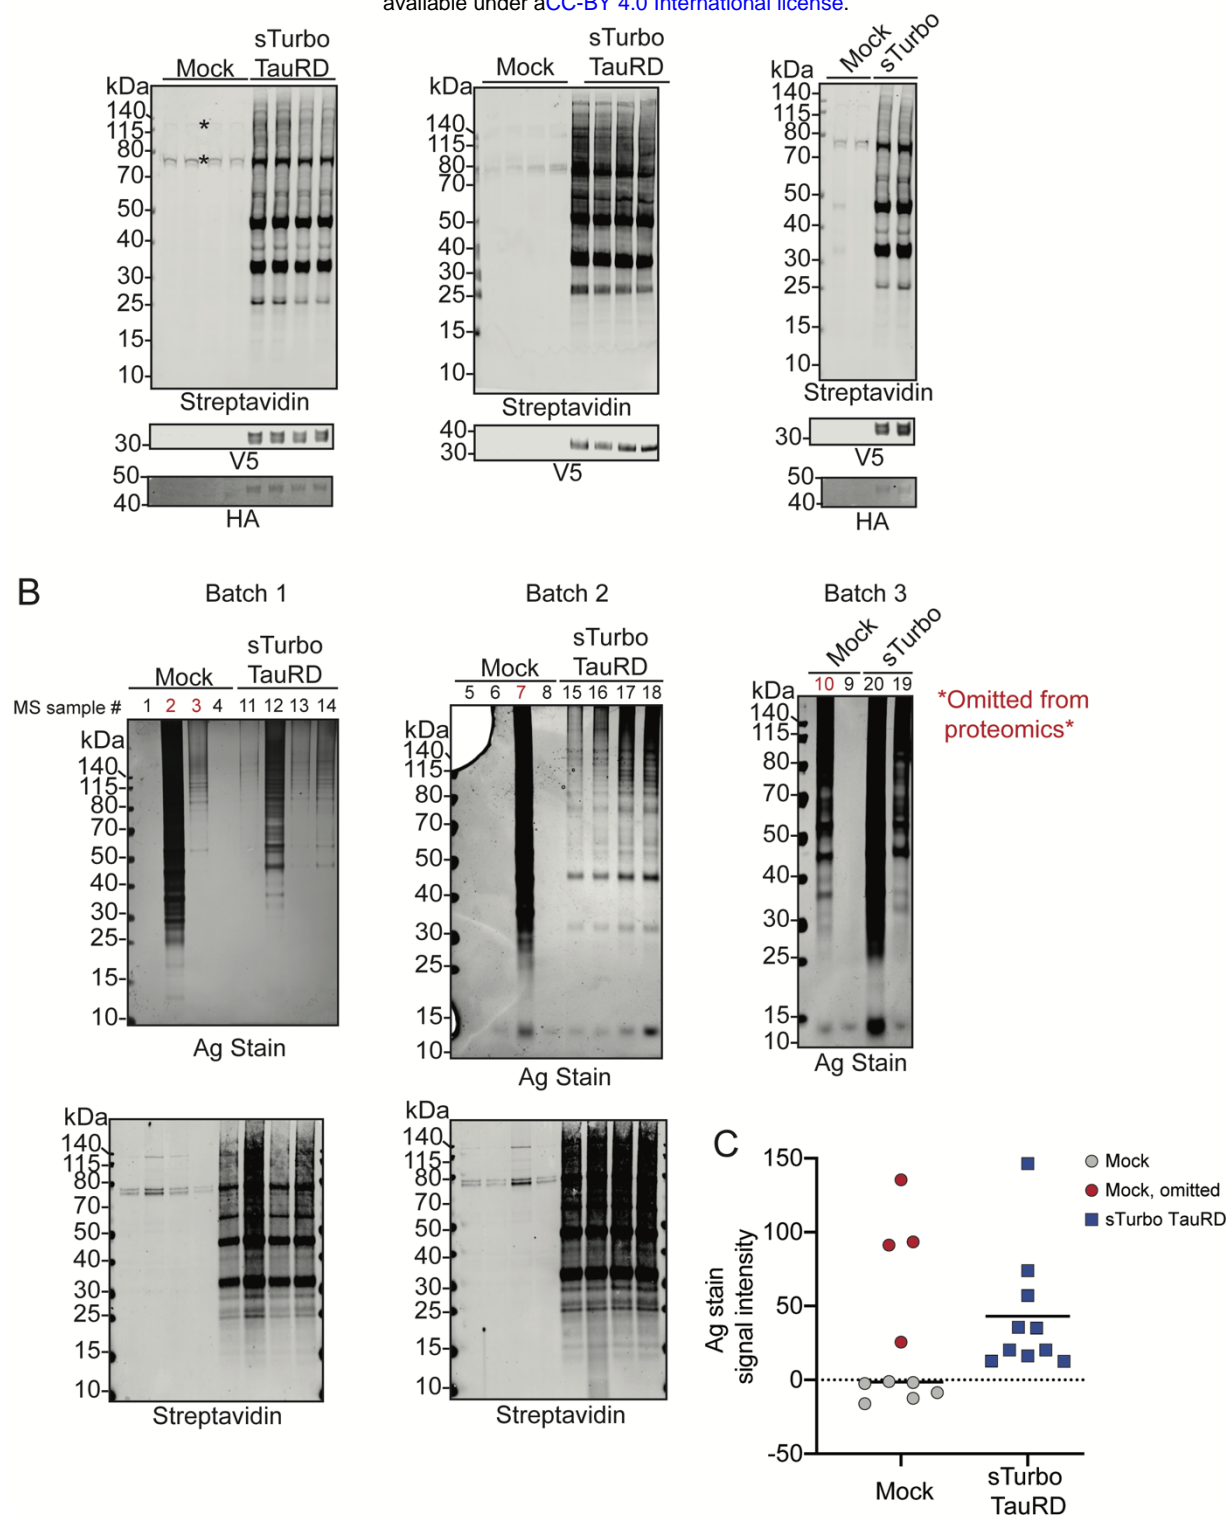 available under aCC-BY 4.0 International license.
sTurbo
Mock TauRD
kDa
140
115
80
70
50
40
30
25
15
10
*
*
Streptavidin
30
V5
50
40
HA
sTurbo
Mock TauRD
kDa
140
115
80
70
50
40
30
25
15
10
Streptavidin
40
30
V5
Mock sTurbo
kDa
140
115
80
70
50
40
30
25
15
10
Streptavidin
30
V5
50
40
HA
B
Batch 1
sTurbo
Mock TauRD
MS sample # 1 2 3 4 11 12 13 14
kDa
140
115
80
70
50
40
30
25
15
10
Ag Stain
Batch 2
sTurbo
Mock TauRD
5 6 7 8 15 16 17 18
kDa
140
115
80
70
50
40
30
25
15
10
Ag Stain
Batch 3
Mock sTurbo
kDa 10 9 20 19
140
115
80
70
50
40
30
25
15
10
Ag Stain
*Omitted from
proteomics*
kDa
140
115
80
70
50
40
30
25
15
10
Streptavidin
kDa
140
115
80
70
50
40
30
25
15
10
Streptavidin
C
Ag stain
signal intensity
150
100
50
0
-50
Mock
sTurbo
TauRD
Mock
Mock, omitted
sTurbo TauRD